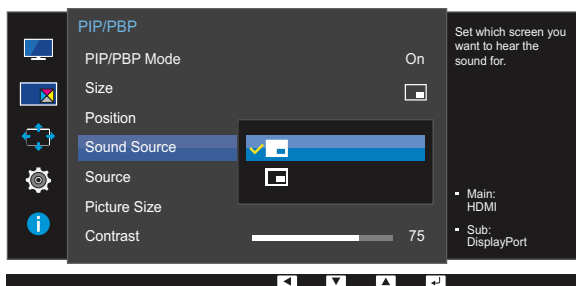 PIP/PBP
PIP/PBP Mode On
Size
Position
Sound Source
Source
Picture Size
Contrast 75
Set which screen you
want to hear the
sound for.
Main:
HDMI
Sub:
DisplayPort